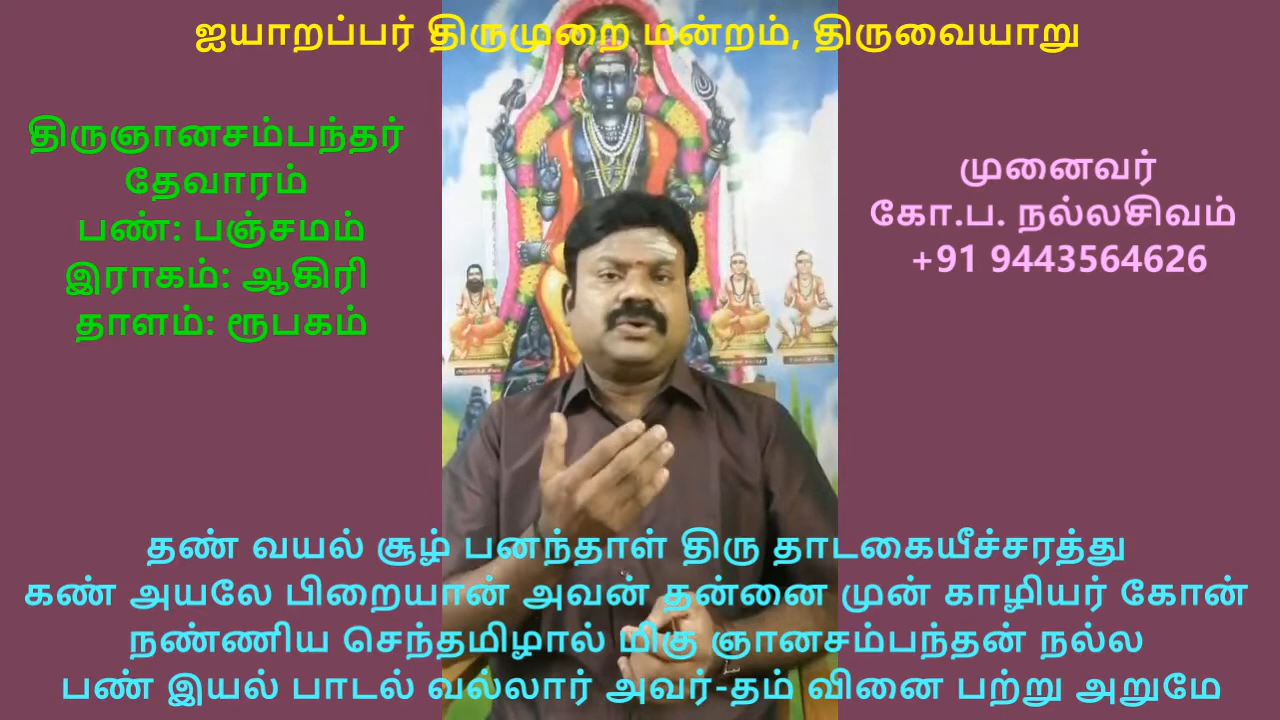 ஐயாறப்பர் திருமுறை மன்றம், திருவையாறு
திருஞானசம்பந்தர்
தேவாரம்
பண்: பஞ்சமம்
இராகம்: ஆகிரி
தாளம்: ரூபகம்
முனைவர்
கோ.ப. நல்லசிவம்
+91 9443564626
தண் வயல் சூழ் பனந்தாள் திரு தாடகையீச்சரத்து
கண் அயலே பிறையான் அவன் தன்னை முன் காழியர் கோன்
நண்ணிய செந்தமிழால் மிகு ஞானசம்பந்தன் நல்ல
பண் இயல் பாடல் வல்லார் அவர்-தம் வினை பற்று அறுமே